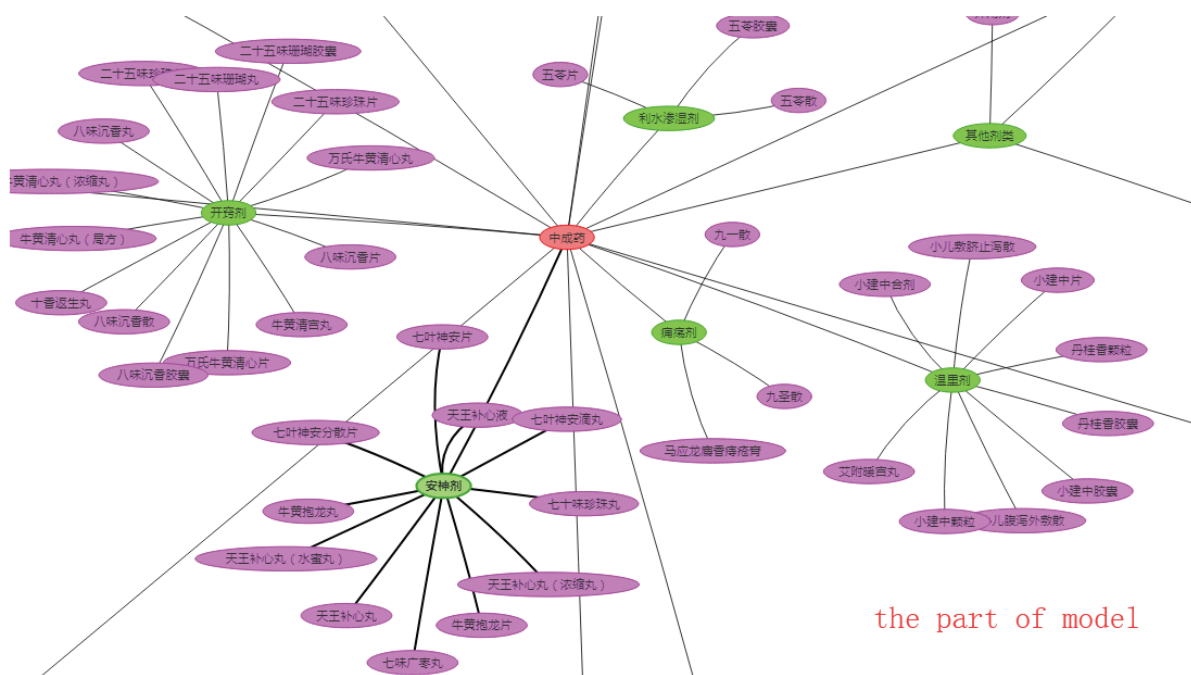 二十五味珊瑚胶囊
二十五味珍珠
二十五味珊瑚丸
二十五味珍珠片
八味沉香丸
万氏牛黄清心丸
黄清心丸（浓缩丸）
开窍剂
牛黄清心丸（局方）
八味沉香片
十香返生丸
八味沉香散
牛黄清宫丸
万氏牛黄清心片
八味沉香胶囊
五苓胶囊
五苓片
五苓散
利水渗湿剂
其他剂类
中成药
九一散
痈疡剂
九圣散
马应龙麝香痔疮膏
小儿敷脐止泻散
小建中合剂
小建中片
丹桂香颗粒
温里剂
丹桂香胶囊
艾附暖宫丸
小建中胶囊
小建中颗粒
小儿腹泻外敷散
七叶神安片
天王补心液
七叶神安滴丸
七叶神安分散片
安神剂
牛黄抱龙丸
七十味珍珠丸
天王补心丸（水蜜丸）
天王补心丸（浓缩丸）
天王补心丸
牛黄抱龙片
七味广枣丸
the part of model